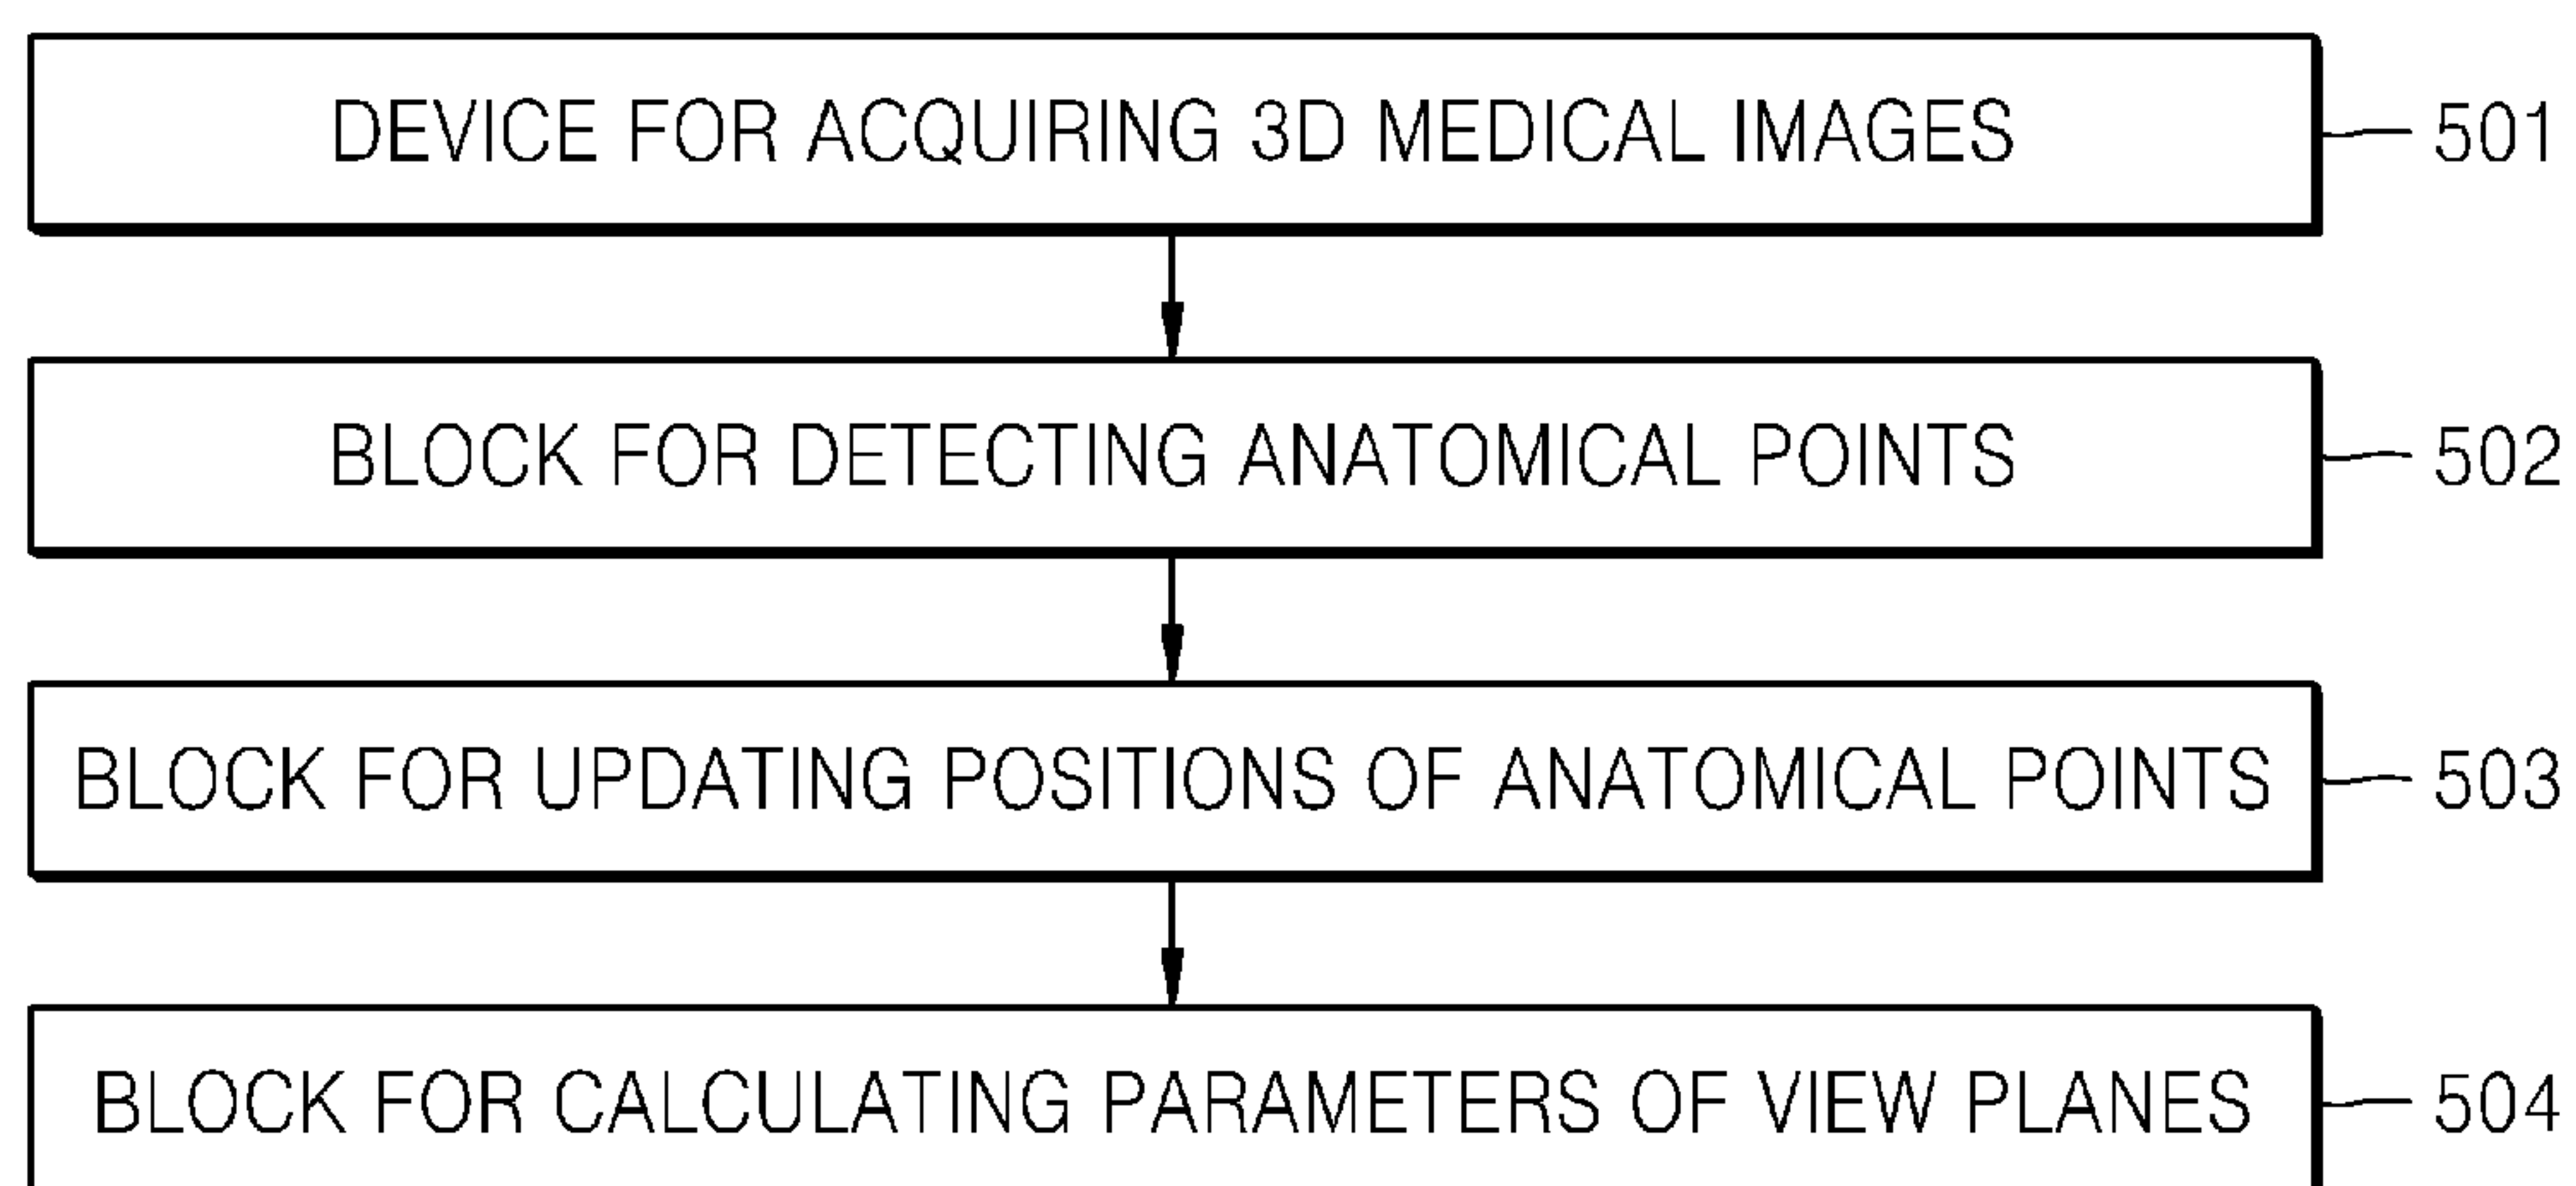 DEVICE FOR ACQUIRING 3D MEDICAL IMAGES 501
BLOCK FOR DETECTING ANATOMICAL POINTS 502
BLOCK FOR UPDATING POSITIONS OF ANATOMICAL POINTS 503
BLOCK FOR CALCULATING PARAMETERS OF VIEW PLANES 504